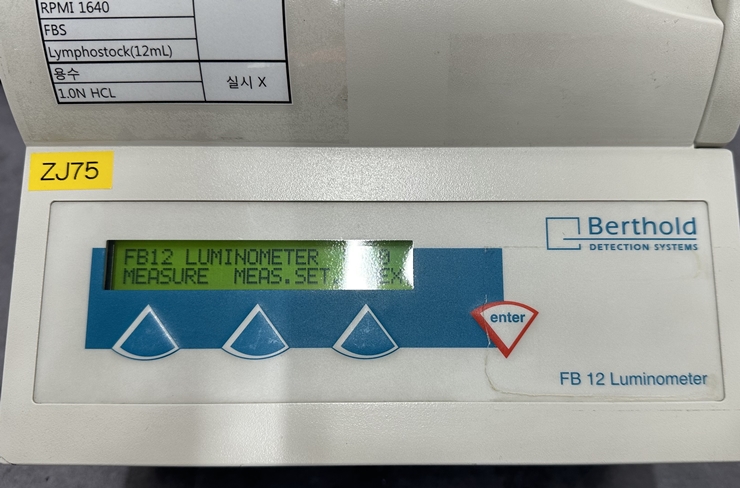 RPMI 1640
FBS
Lymphostock(12mL)
용수
실시 X
1.0N HCL
ZJ75
Berthold
DETECTION SYSTEMS
FB12 LUMINOMETER
MEASURE MEAS.SET
enter
FB 12 Luminometer